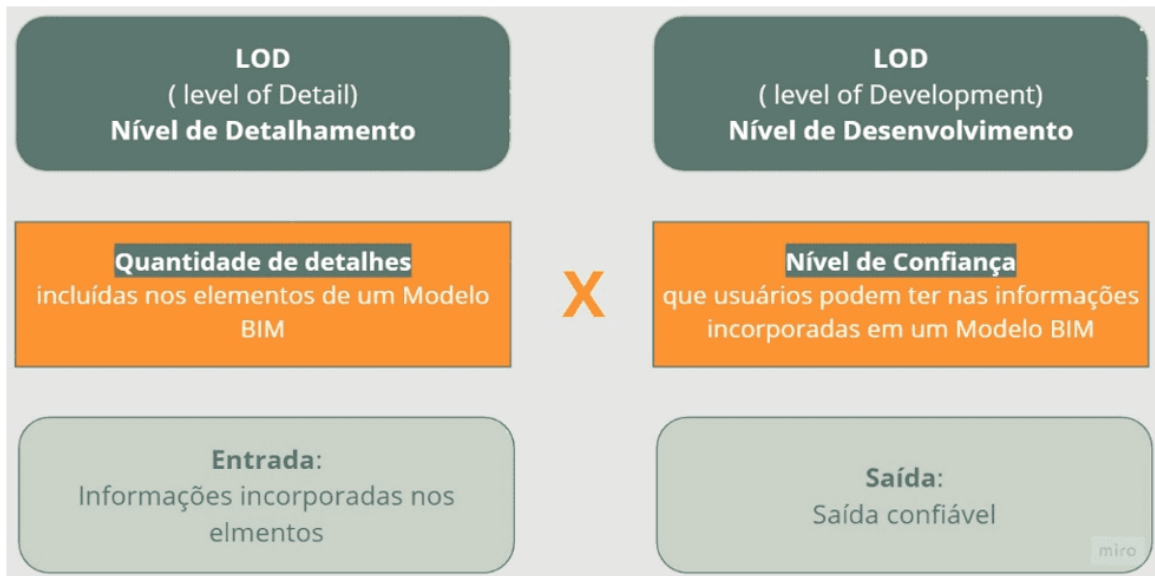 LOD
( level of Detail)
Nível de Detalhamento
Quantidade de detalhes
incluídas nos elementos de um Modelo
BIM
Entrada:
Informações incorporadas nos
elmentos
X
LOD
( level of Development)
Nível de Desenvolvimento
Nível de Confiança
que usuários podem ter nas informações
incorporadas em um Modelo BIM
Saída:
Saída confiável
miro